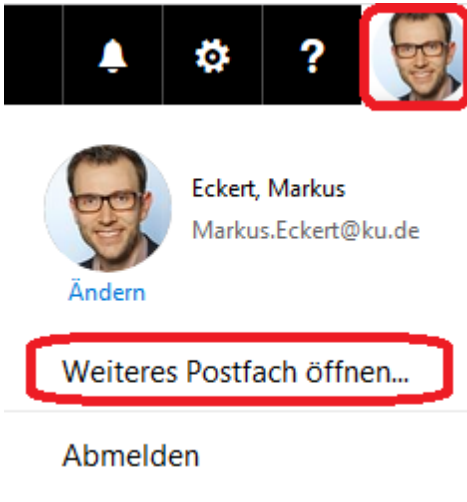 ?
Eckert, Markus
Markus.Eckert@ku.de
Ändern
Weiteres Postfach öffnen...
Abmelden